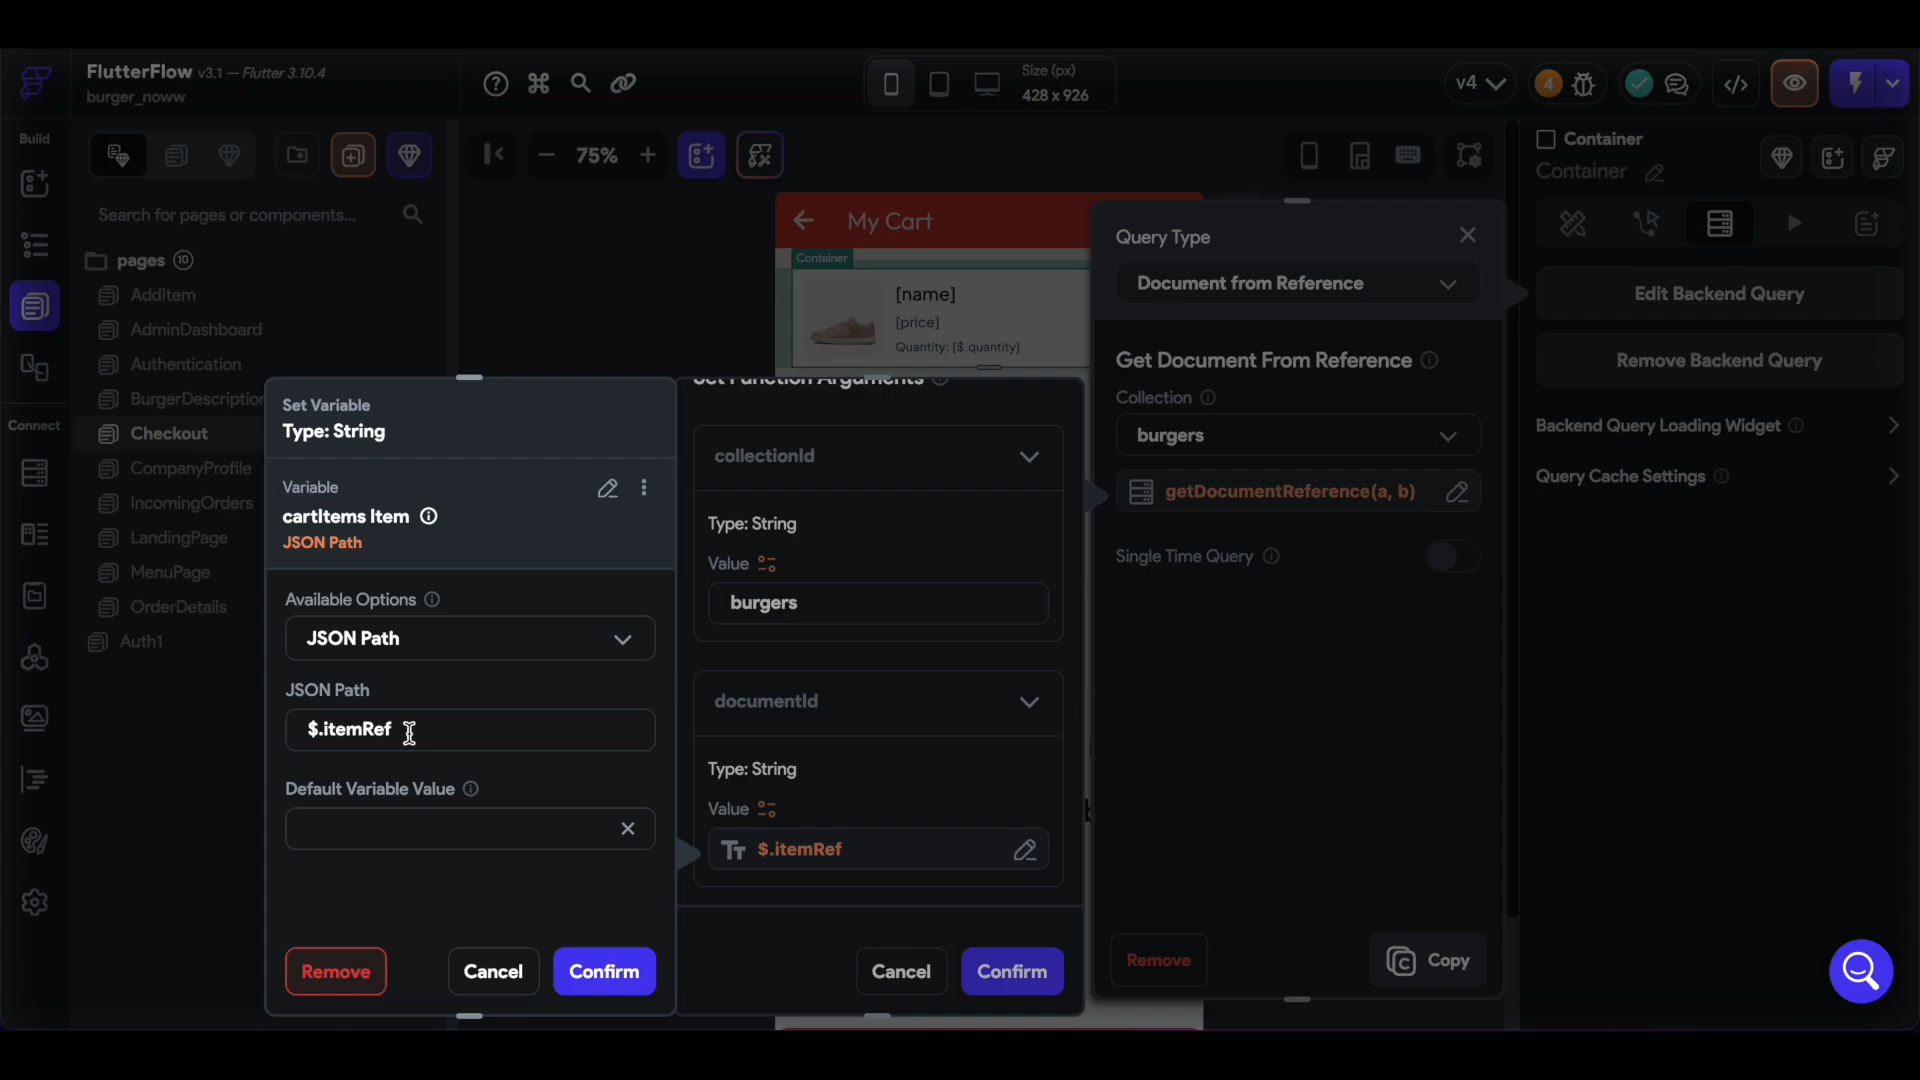 FlutterFlow v3.1 — Flutter 3.10.4
burger_noww
Size (px)
428 x 926
v4
4
Build
75%
Container
Container
Search for pages or components...
My Cart
pages 10
Container
[name]
[price]
Quantity: [$.quantity]
Query Type
Document from Reference
Edit Backend Query
Remove Backend Query
AddItem
AdminDashboard
Authentication
BurgerDescription
Connect
Checkout
CompanyProfile
IncomingOrders
LandingPage
MenuPage
OrderDetails
Auth1
Get Document From Reference
Collection
burgers
getDocumentReference(a, b)
Single Time Query
Backend Query Loading Widget
Query Cache Settings
Set Variable
Type: String
Variable
cartItems Item
JSON Path
Available Options
JSON Path
JSON Path
$.itemRef
Default Variable Value
Remove
Cancel
Confirm
Set Function Arguments
collectionId
Type: String
Value
burgers
documentId
Type: String
Value
$.itemRef
Cancel
Confirm
Remove
Copy